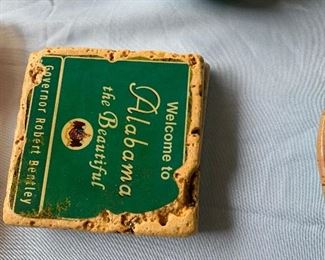 Welcome to
Alabama
the Beautiful
Governor Robert Bentley